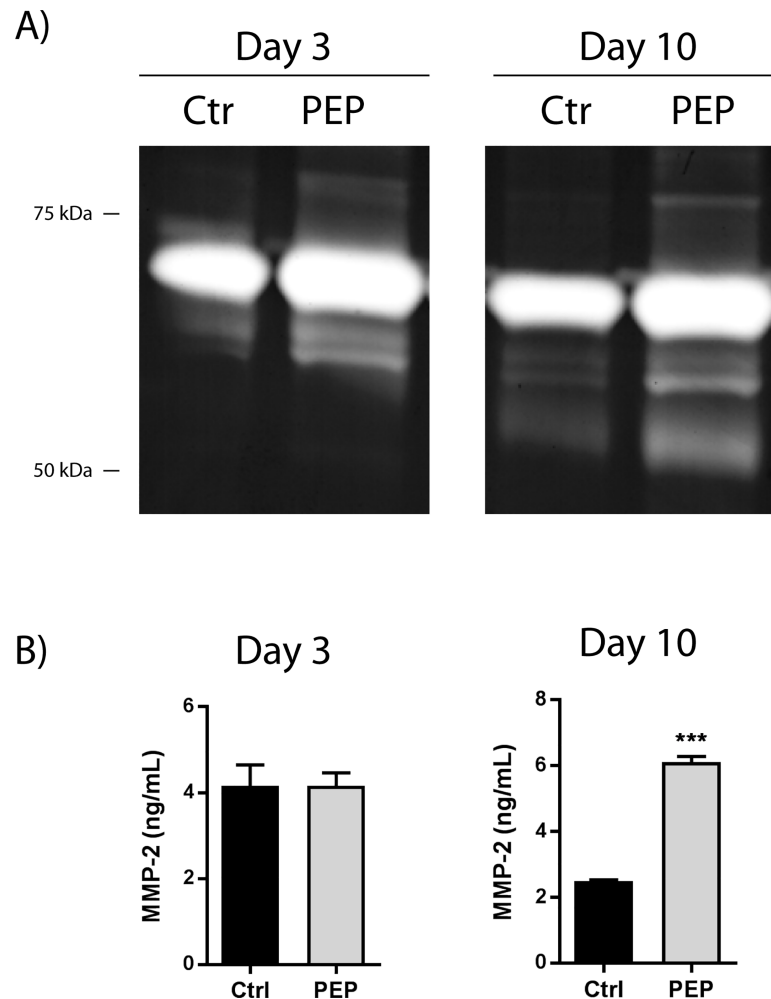 A)
Day 3
Day 10
Ctr PEP
Ctr PEP
75 kDa
50 kDa
B)
Day 3
Day 10
MMP-2 (ng/mL)
6
4
2
0
Ctrl PEP
MMP-2 (ng/mL)
8
6
4
2
0
***
Ctrl PEP